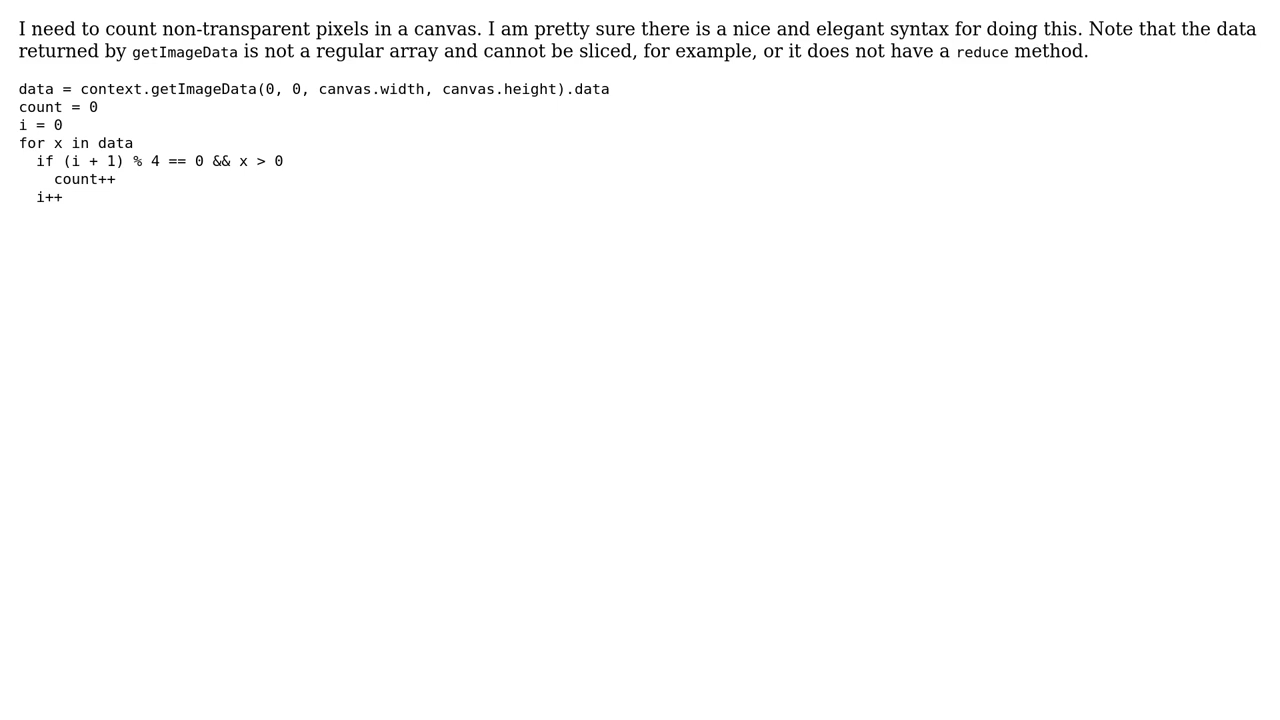 I need to count non-transparent pixels in a canvas. I am pretty sure there is a nice and elegant syntax for doing this. Note that the data
returned by getImageData is not a regular array and cannot be sliced, for example, or it does not have a reduce method.
data = context.getImageData(0, 0, canvas.width, canvas.height).data
count = 0
i = 0
for x in data
  if (i + 1) % 4 == 0 && x > 0
    count++
  i++